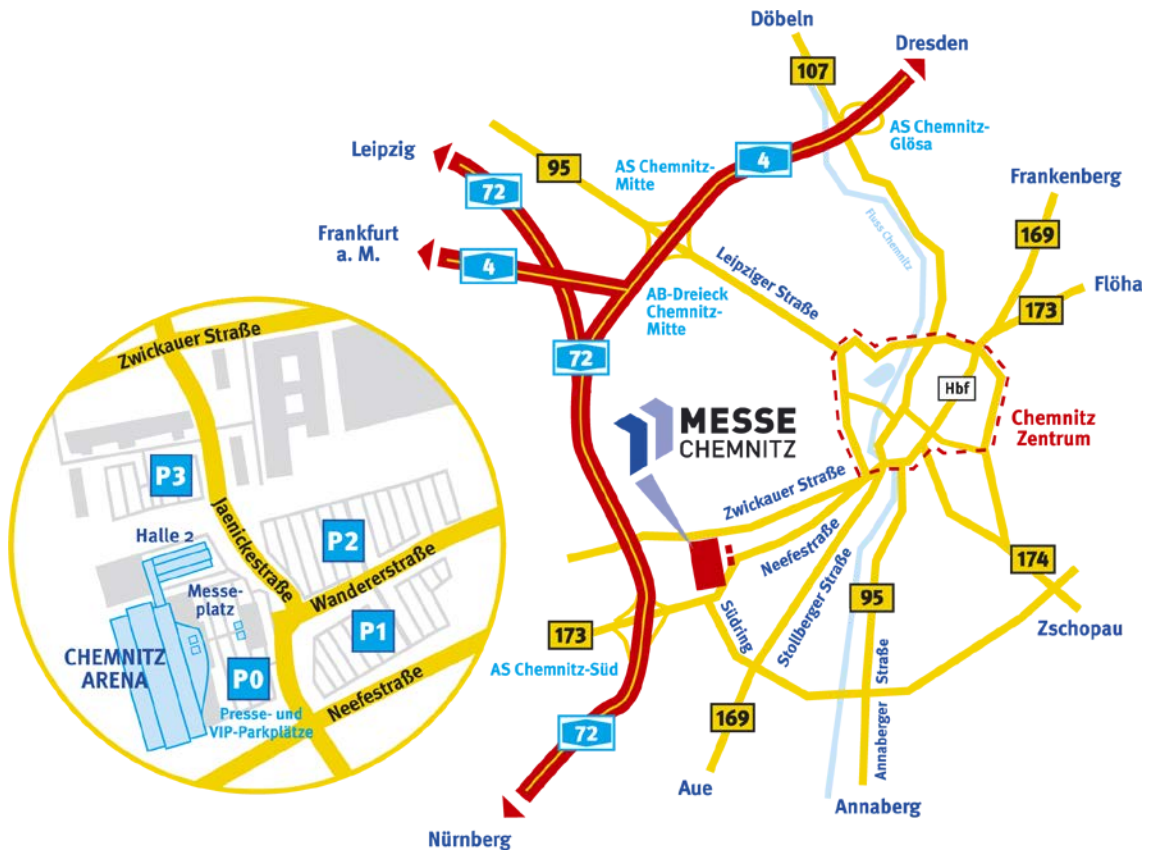 Döbeln
Dresden
107
AS Chemnitz-
Glösa
4
95
AS Chemnitz-
Mitte
Leipzig
72
Frankfurt
a. M.
4
Frankenberg
169
Fluss Chemnitz
Leipziger Straße
Flöha
173
AB-Dreieck
Chemnitz-
Mitte
72
Hbf
Chemnitz
Zentrum
MESSE
CHEMNITZ
Zwickauer Straße
Neefestraße
Stollberger Straße
Südring
173
AS Chemnitz-Süd
95
174
Zschopau
Annaberger Straße
169
72
Aue
Annaberg
Nürnberg
Zwickauer Straße
P3
Jaenickestraße
Halle 2
P2
Wandererstraße
Messe-
platz
P1
CHEMNITZ
ARENA
P0
Neefestraße
Presse- und
VIP-Parkplätze